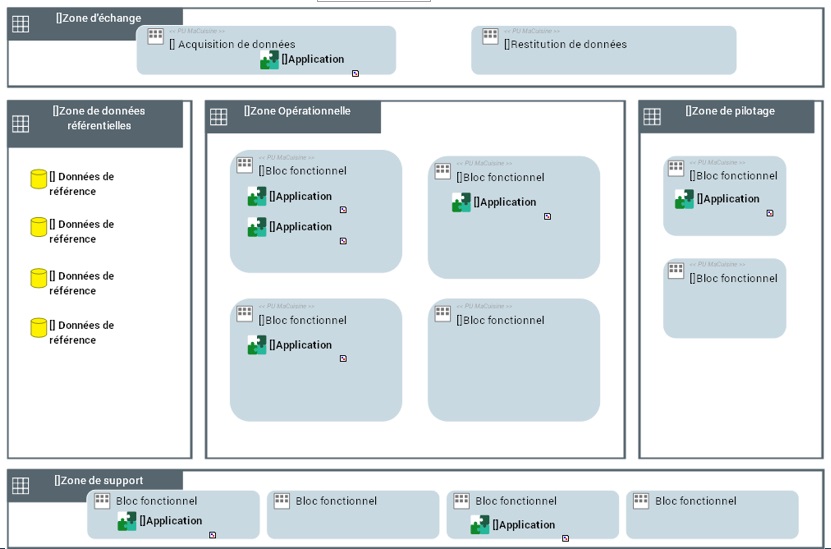 []Zone d'échange
<< PU MaCuisine >>
[] Acquisition de données
[]Application
<< PU MaCuisine >>
[]Restitution de données
[]Zone de données
référentielles
[] Données de
référence
[] Données de
référence
[] Données de
référence
[] Données de
référence
[]Zone Opérationnelle
<< PU MaCuisine >>
[]Bloc fonctionnel
[]Application
[]Application
<< PU MaCuisine >>
[]Bloc fonctionnel
[]Application
<< PU MaCuisine >>
[]Bloc fonctionnel
[]Application
<< PU MaCuisine >>
[]Bloc fonctionnel
[]Zone de pilotage
<< PU MaCuisine >>
[]Bloc fonctionnel
[]Application
<< PU MaCuisine >>
[]Bloc fonctionnel
[]Zone de support
Bloc fonctionnel
[]Application
Bloc fonctionnel
Bloc fonctionnel
[]Application
Bloc fonctionnel